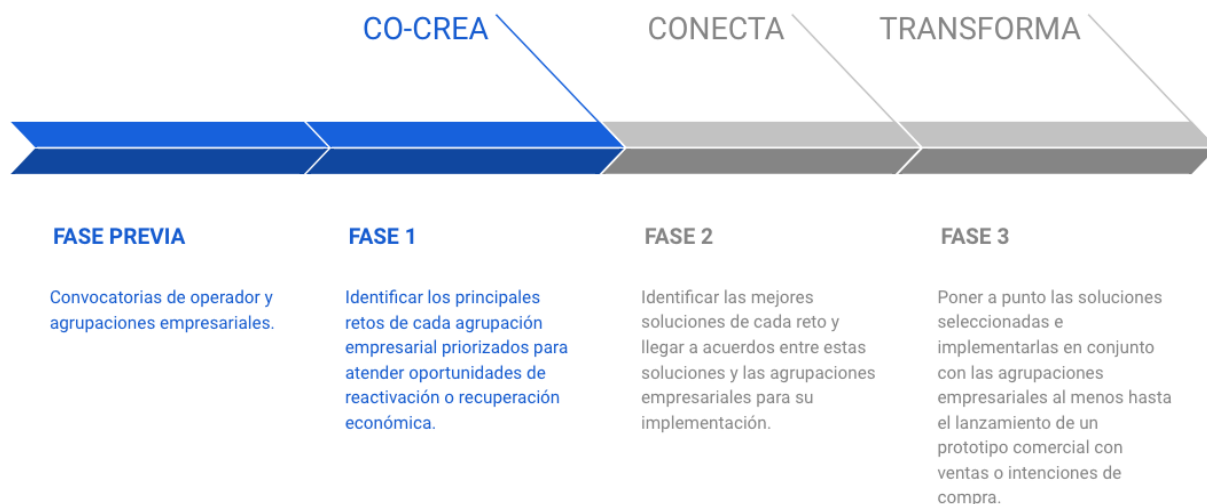 CO-CREA
CONECTA
TRANSFORMA
FASE PREVIA
Convocatorias de operador y
agrupaciones empresariales.
FASE 1
Identificar los principales
retos de cada agrupación
empresarial priorizados para
atender oportunidades de
reactivación o recuperación
económica.
FASE 2
Identificar las mejores
soluciones de cada reto y
llegar a acuerdos entre estas
soluciones y las agrupaciones
empresariales para su
implementación.
FASE 3
Poner a punto las soluciones
seleccionadas e
implementarlas en conjunto
con las agrupaciones
empresariales al menos hasta
el lanzamiento de un
prototipo comercial con
ventas o intenciones de
compra.